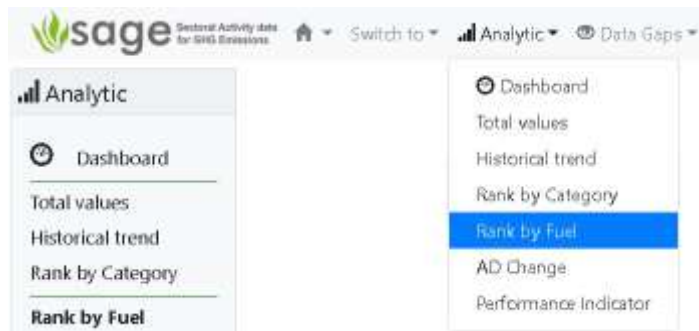 sage Sectoral Activity data for GHG Emissions Switch to Analytic Data Gaps
Analytic
Dashboard
Total values
Historical trend
Rank by Category
Rank by Fuel
Dashboard
Total values
Historical trend
Rank by Category
Rank by Fuel
AD Change
Performance Indicator